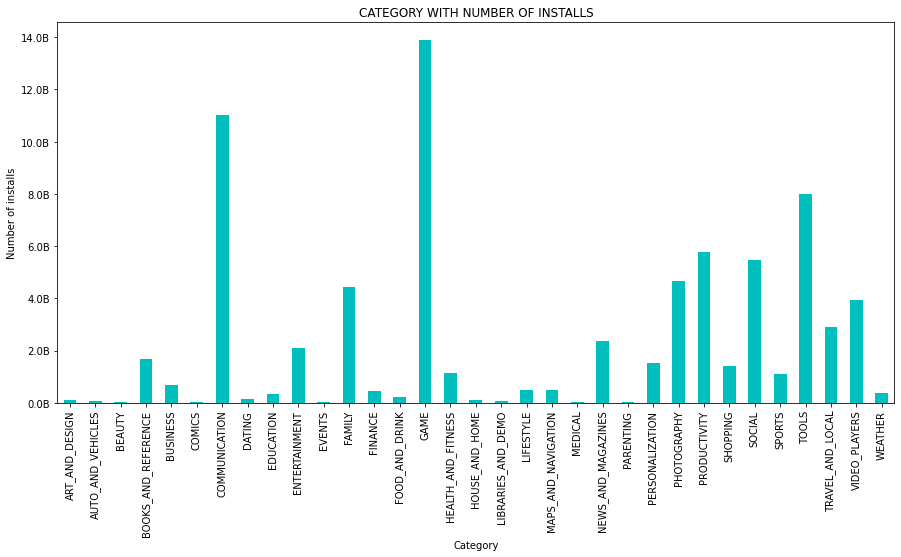 CATEGORY WITH NUMBER OF INSTALLS
14.0B
12.0B
10.0B
8.0B
6.0B
4.0B
2.0B
0.0B
Number of installs
ART_AND_DESIGN
AUTO_AND_VEHICLES
BEAUTY
BOOKS_AND_REFERENCE
BUSINESS
COMICS
COMMUNICATION
DATING
EDUCATION
ENTERTAINMENT
EVENTS
FAMILY
FINANCE
FOOD_AND_DRINK
GAME
HEALTH_AND_FITNESS
HOUSE_AND_HOME
LIBRARIES_AND_DEMO
LIFESTYLE
MAPS_AND_NAVIGATION
MEDICAL
NEWS_AND_MAGAZINES
PARENTING
PERSONALIZATION
PHOTOGRAPHY
PRODUCTIVITY
SHOPPING
SOCIAL
SPORTS
TOOLS
TRAVEL_AND_LOCAL
VIDEO_PLAYERS
WEATHER
Category